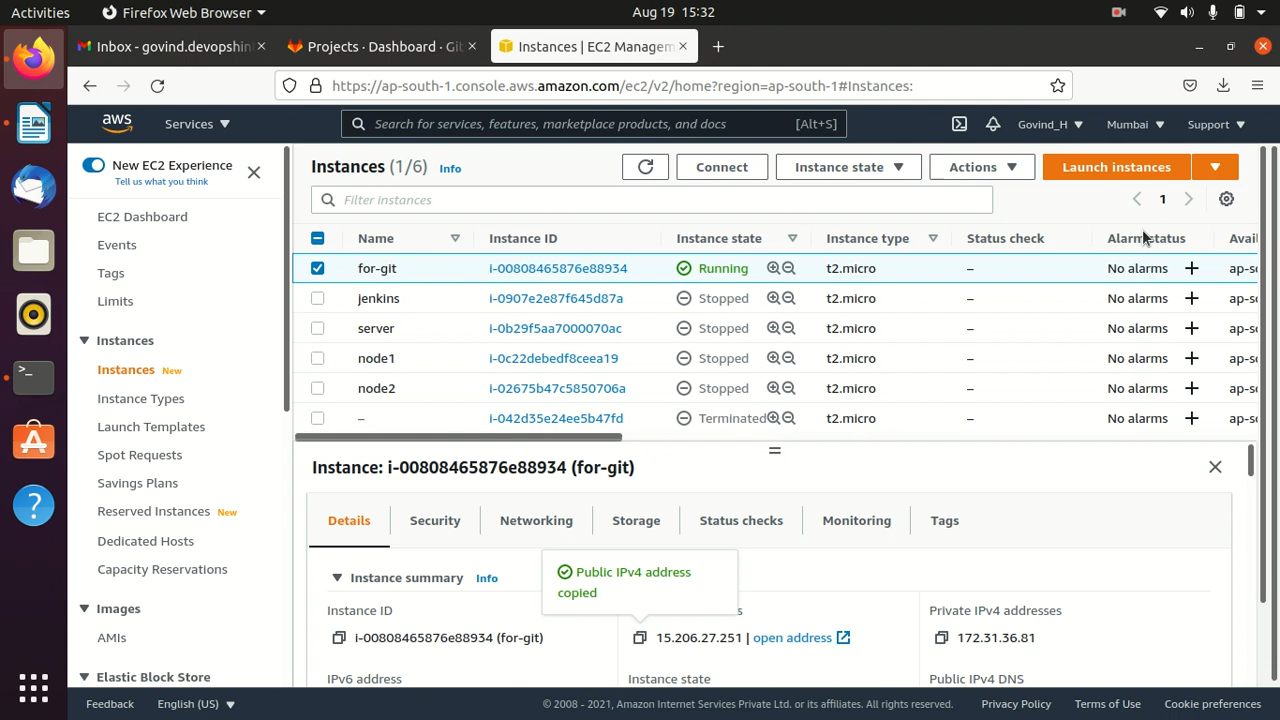 Activities Firefox Web Browser Aug 19 15:32
Inbox - govind.devopshin Projects · Dashboard · Git Instances | EC2 Managem
https://ap-south-1.console.aws.amazon.com/ec2/v2/home?region=ap-south-1#Instances:
aws Services Search for services, features, marketplace products, and docs [Alt+S] Govind_H Mumbai Support
New EC2 Experience
Tell us what you think
EC2 Dashboard
Events
Tags
Limits
Instances
Instances New
Instance Types
Launch Templates
Spot Requests
Savings Plans
Reserved Instances New
Dedicated Hosts
Capacity Reservations
Images
AMIs
Elastic Block Store
Instances (1/6) Info Connect Instance state Actions Launch instances
Filter instances 1
Name Instance ID Instance state Instance type Status check Alarm status Avai
for-git i-00808465876e88934 Running t2.micro – No alarms + ap-so
jenkins i-0907e2e87f645d87a Stopped t2.micro – No alarms + ap-so
server i-0b29f5aa7000070ac Stopped t2.micro – No alarms + ap-so
node1 i-0c22debedf8ceea19 Stopped t2.micro – No alarms + ap-so
node2 i-02675b47c5850706a Stopped t2.micro – No alarms + ap-so
– i-042d35e24ee5b47fd Terminated t2.micro – No alarms + ap-so
Instance: i-00808465876e88934 (for-git)
Details Security Networking Storage Status checks Monitoring Tags
Public IPv4 address
copied
Instance summary Info
Instance ID Private IPv4 addresses
i-00808465876e88934 (for-git) 15.206.27.251 | open address 172.31.36.81
IPv6 address Instance state Public IPv4 DNS
Feedback English (US) © 2008 - 2021, Amazon Internet Services Private Ltd. or its affiliates. All rights reserved. Privacy Policy Terms of Use Cookie preferences